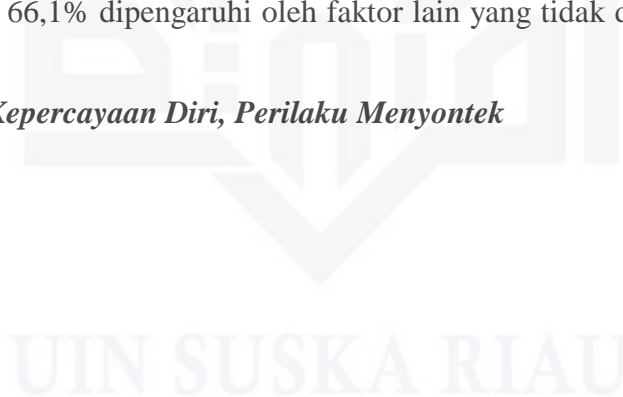 66,1% dipengaruhi oleh faktor lain yang tidak
Kepercayaan Diri, Perilaku Menyontek
UIN SUSKA RIAU